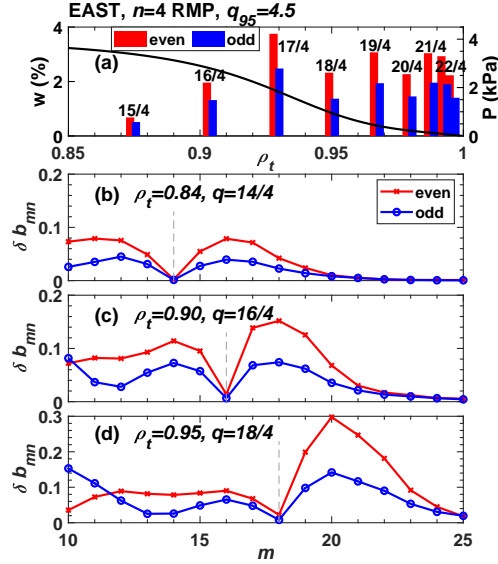 EAST, n=4 RMP, q95=4.5
even
odd
(a)
w (%)
P (kPa)
4
2
0
4
2
0
15/4
16/4
17/4
18/4
19/4
20/4
21/4
22/4
0.85
0.9
0.95
1
ρt
(b)
ρt=0.84, q=14/4
even
odd
δ bmn
0.2
0.1
0
(c)
ρt=0.90, q=16/4
δ bmn
0.2
0.1
0
(d)
ρt=0.95, q=18/4
δ bmn
0.3
0.2
0.1
0
10
15
20
25
m